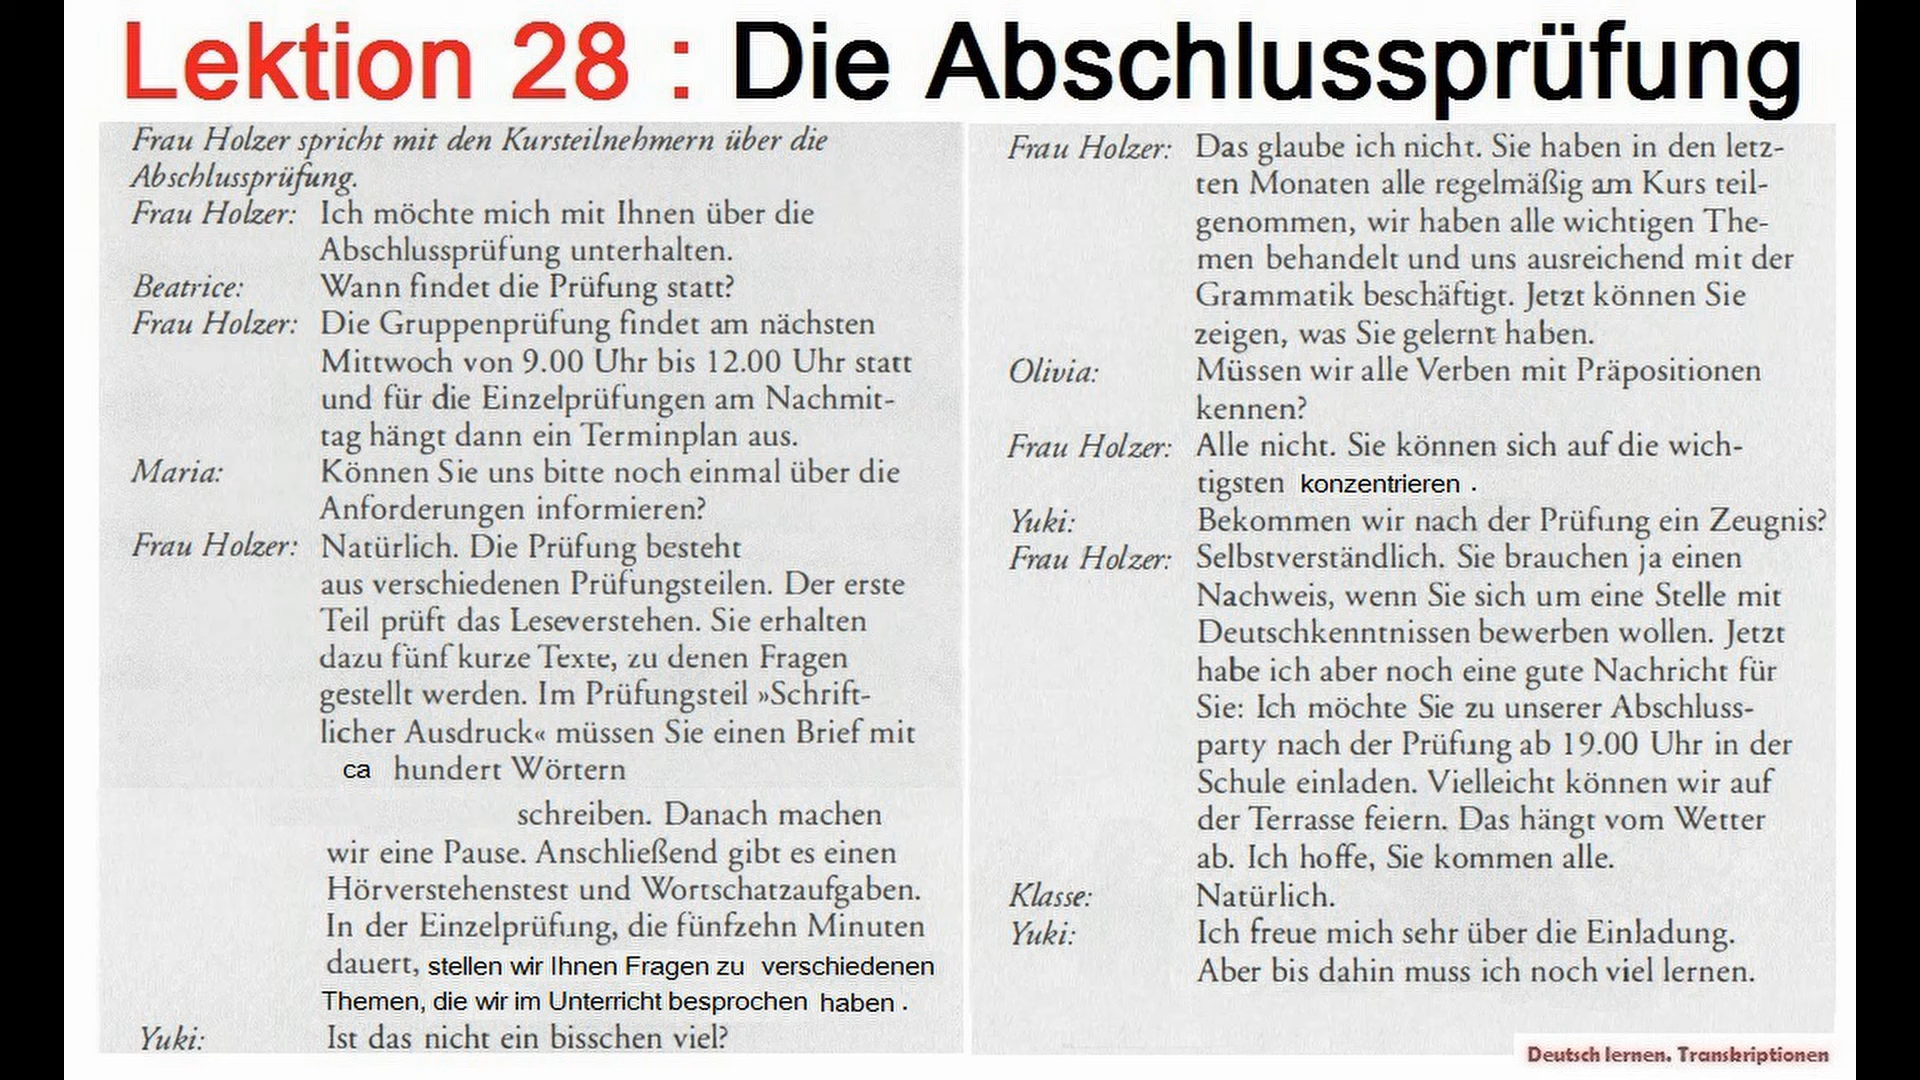 Lektion 28 : Die Abschlussprüfung
Frau Holzer spricht mit den Kursteilnehmern über die
Abschlussprüfung.
Frau Holzer: Ich möchte mich mit Ihnen über die
Abschlussprüfung unterhalten.
Beatrice: Wann findet die Prüfung statt?
Frau Holzer: Die Gruppenprüfung findet am nächsten
Mittwoch von 9.00 Uhr bis 12.00 Uhr statt
und für die Einzelprüfungen am Nachmit-
tag hängt dann ein Terminplan aus.
Maria: Können Sie uns bitte noch einmal über die
Anforderungen informieren?
Frau Holzer: Natürlich. Die Prüfung besteht
aus verschiedenen Prüfungsteilen. Der erste
Teil prüft das Leseverstehen. Sie erhalten
dazu fünf kurze Texte, zu denen Fragen
gestellt werden. Im Prüfungsteil »Schrift-
licher Ausdruck« müssen Sie einen Brief mit
ca hundert Wörtern
schreiben. Danach machen
wir eine Pause. Anschließend gibt es einen
Hörverstehenstest und Wortschatzaufgaben.
In der Einzelprüfung, die fünfzehn Minuten
dauert, stellen wir Ihnen Fragen zu verschiedenen
Themen, die wir im Unterricht besprochen haben .
Yuki: Ist das nicht ein bisschen viel?
Frau Holzer: Das glaube ich nicht. Sie haben in den letz-
ten Monaten alle regelmäßig am Kurs teil-
genommen, wir haben alle wichtigen The-
men behandelt und uns ausreichend mit der
Grammatik beschäftigt. Jetzt können Sie
zeigen, was Sie gelernt haben.
Olivia: Müssen wir alle Verben mit Präpositionen
kennen?
Frau Holzer: Alle nicht. Sie können sich auf die wich-
tigsten konzentrieren .
Yuki: Bekommen wir nach der Prüfung ein Zeugnis?
Frau Holzer: Selbstverständlich. Sie brauchen ja einen
Nachweis, wenn Sie sich um eine Stelle mit
Deutschkenntnissen bewerben wollen. Jetzt
habe ich aber noch eine gute Nachricht für
Sie: Ich möchte Sie zu unserer Abschluss-
party nach der Prüfung ab 19.00 Uhr in der
Schule einladen. Vielleicht können wir auf
der Terrasse feiern. Das hängt vom Wetter
ab. Ich hoffe, Sie kommen alle.
Klasse: Natürlich.
Yuki: Ich freue mich sehr über die Einladung.
Aber bis dahin muss ich noch viel lernen.
Deutsch lernen. Transkriptionen